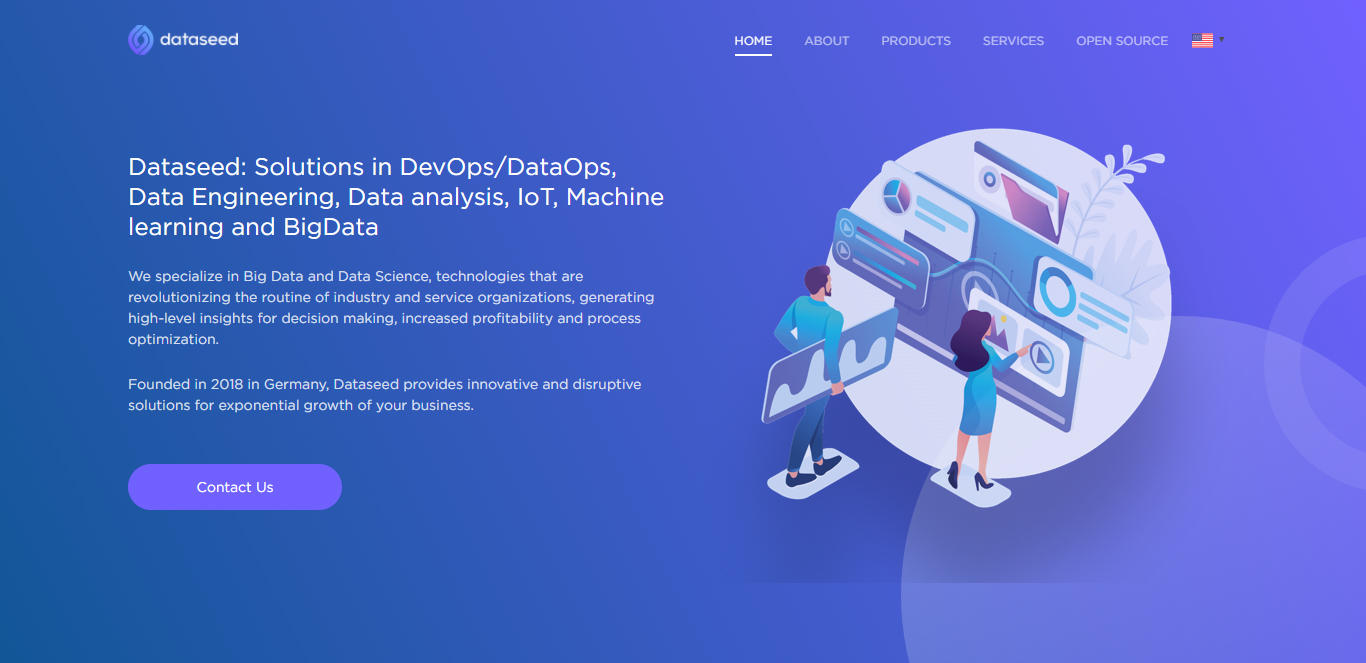 dataseed
HOME ABOUT PRODUCTS SERVICES OPEN SOURCE
Dataseed: Solutions in DevOps/DataOps,
Data Engineering, Data analysis, IoT, Machine
learning and BigData
We specialize in Big Data and Data Science, technologies that are
revolutionizing the routine of industry and service organizations, generating
high-level insights for decision making, increased profitability and process
optimization.
Founded in 2018 in Germany, Dataseed provides innovative and disruptive
solutions for exponential growth of your business.
Contact Us